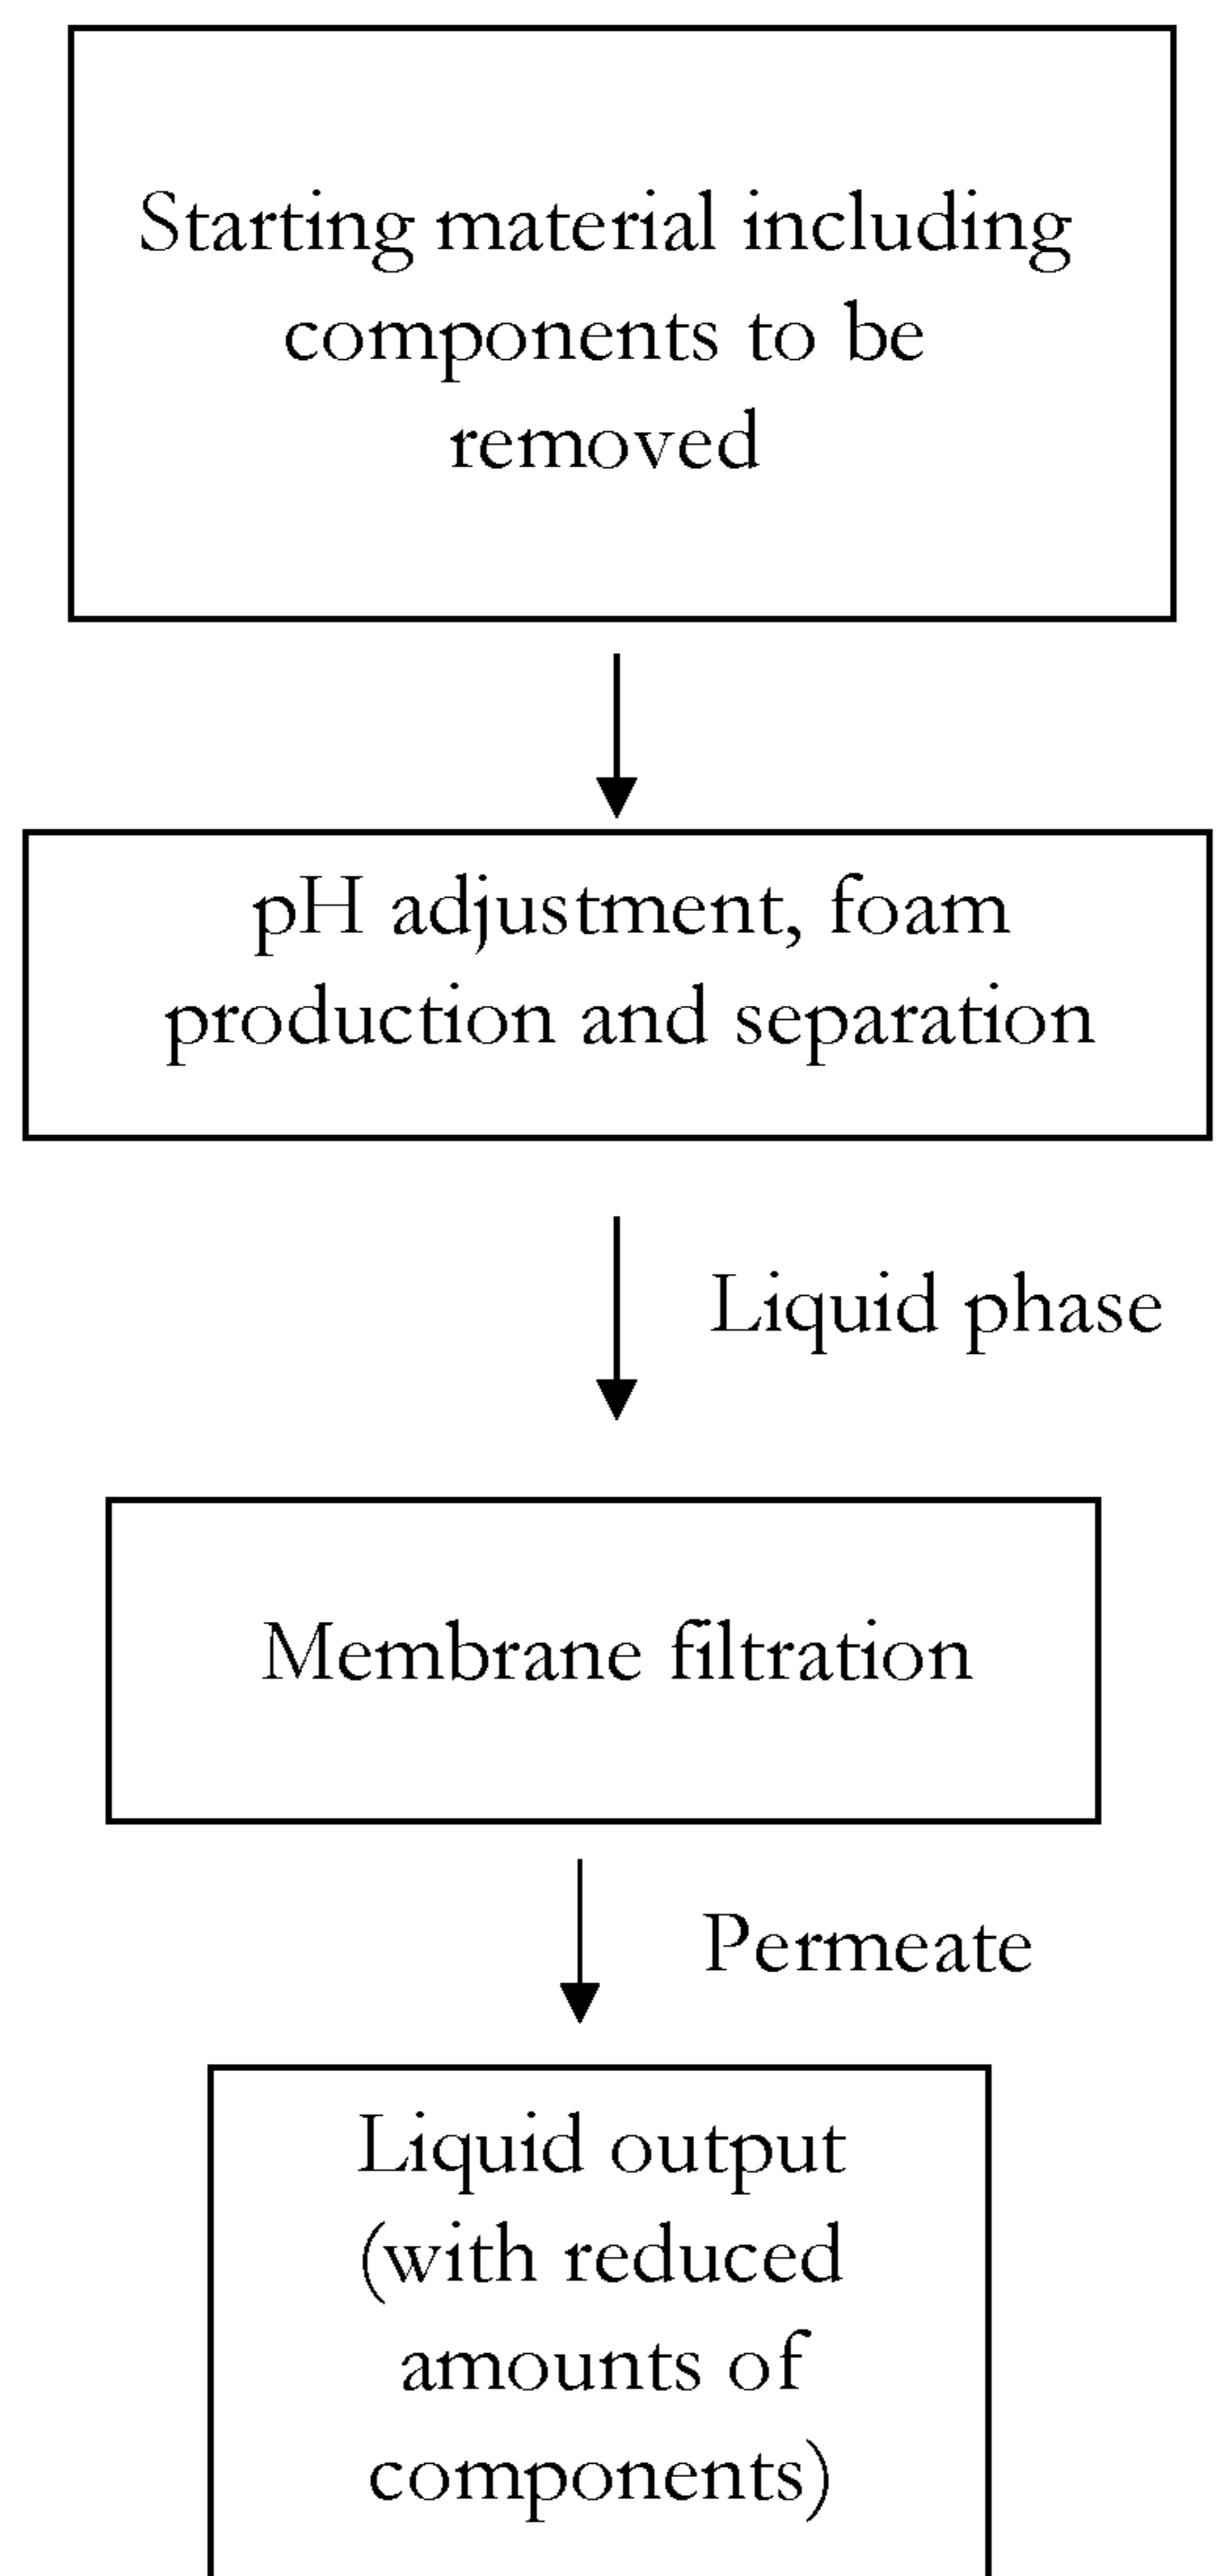 Starting material including
components to be
removed
pH adjustment, foam
production and separation
Liquid phase
Membrane filtration
Permeate
Liquid output
(with reduced
amounts of
components)